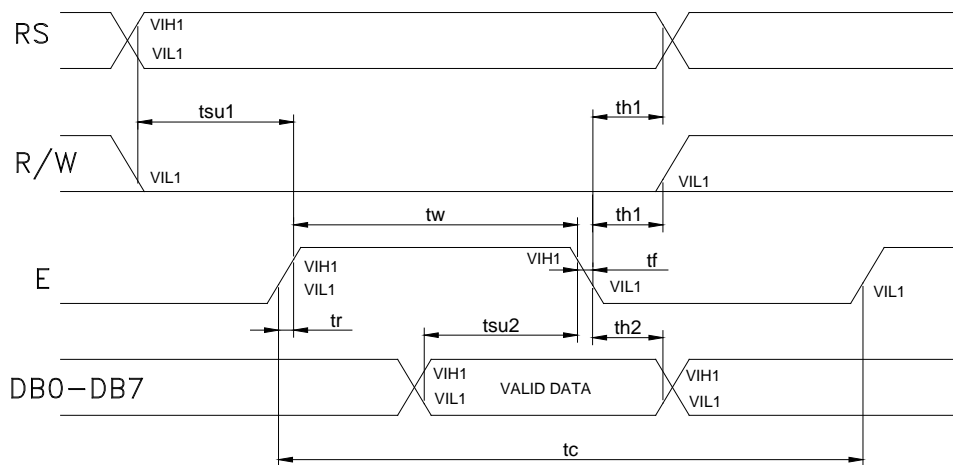 RS
VIH1
VIL1
tsu1
th1
R/W
VIL1
VIL1
tw
th1
E
VIH1
VIL1
VIH1
tf
VIL1
VIL1
tr
tsu2
th2
DB0-DB7
VIH1
VIL1
VALID DATA
VIH1
VIL1
tc